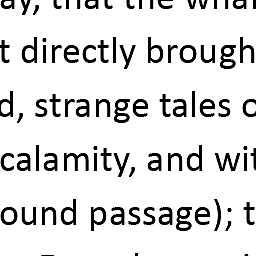 ay, that the wha
t directly brough
d, strange tales o
calamity, and wit
ound passage); t